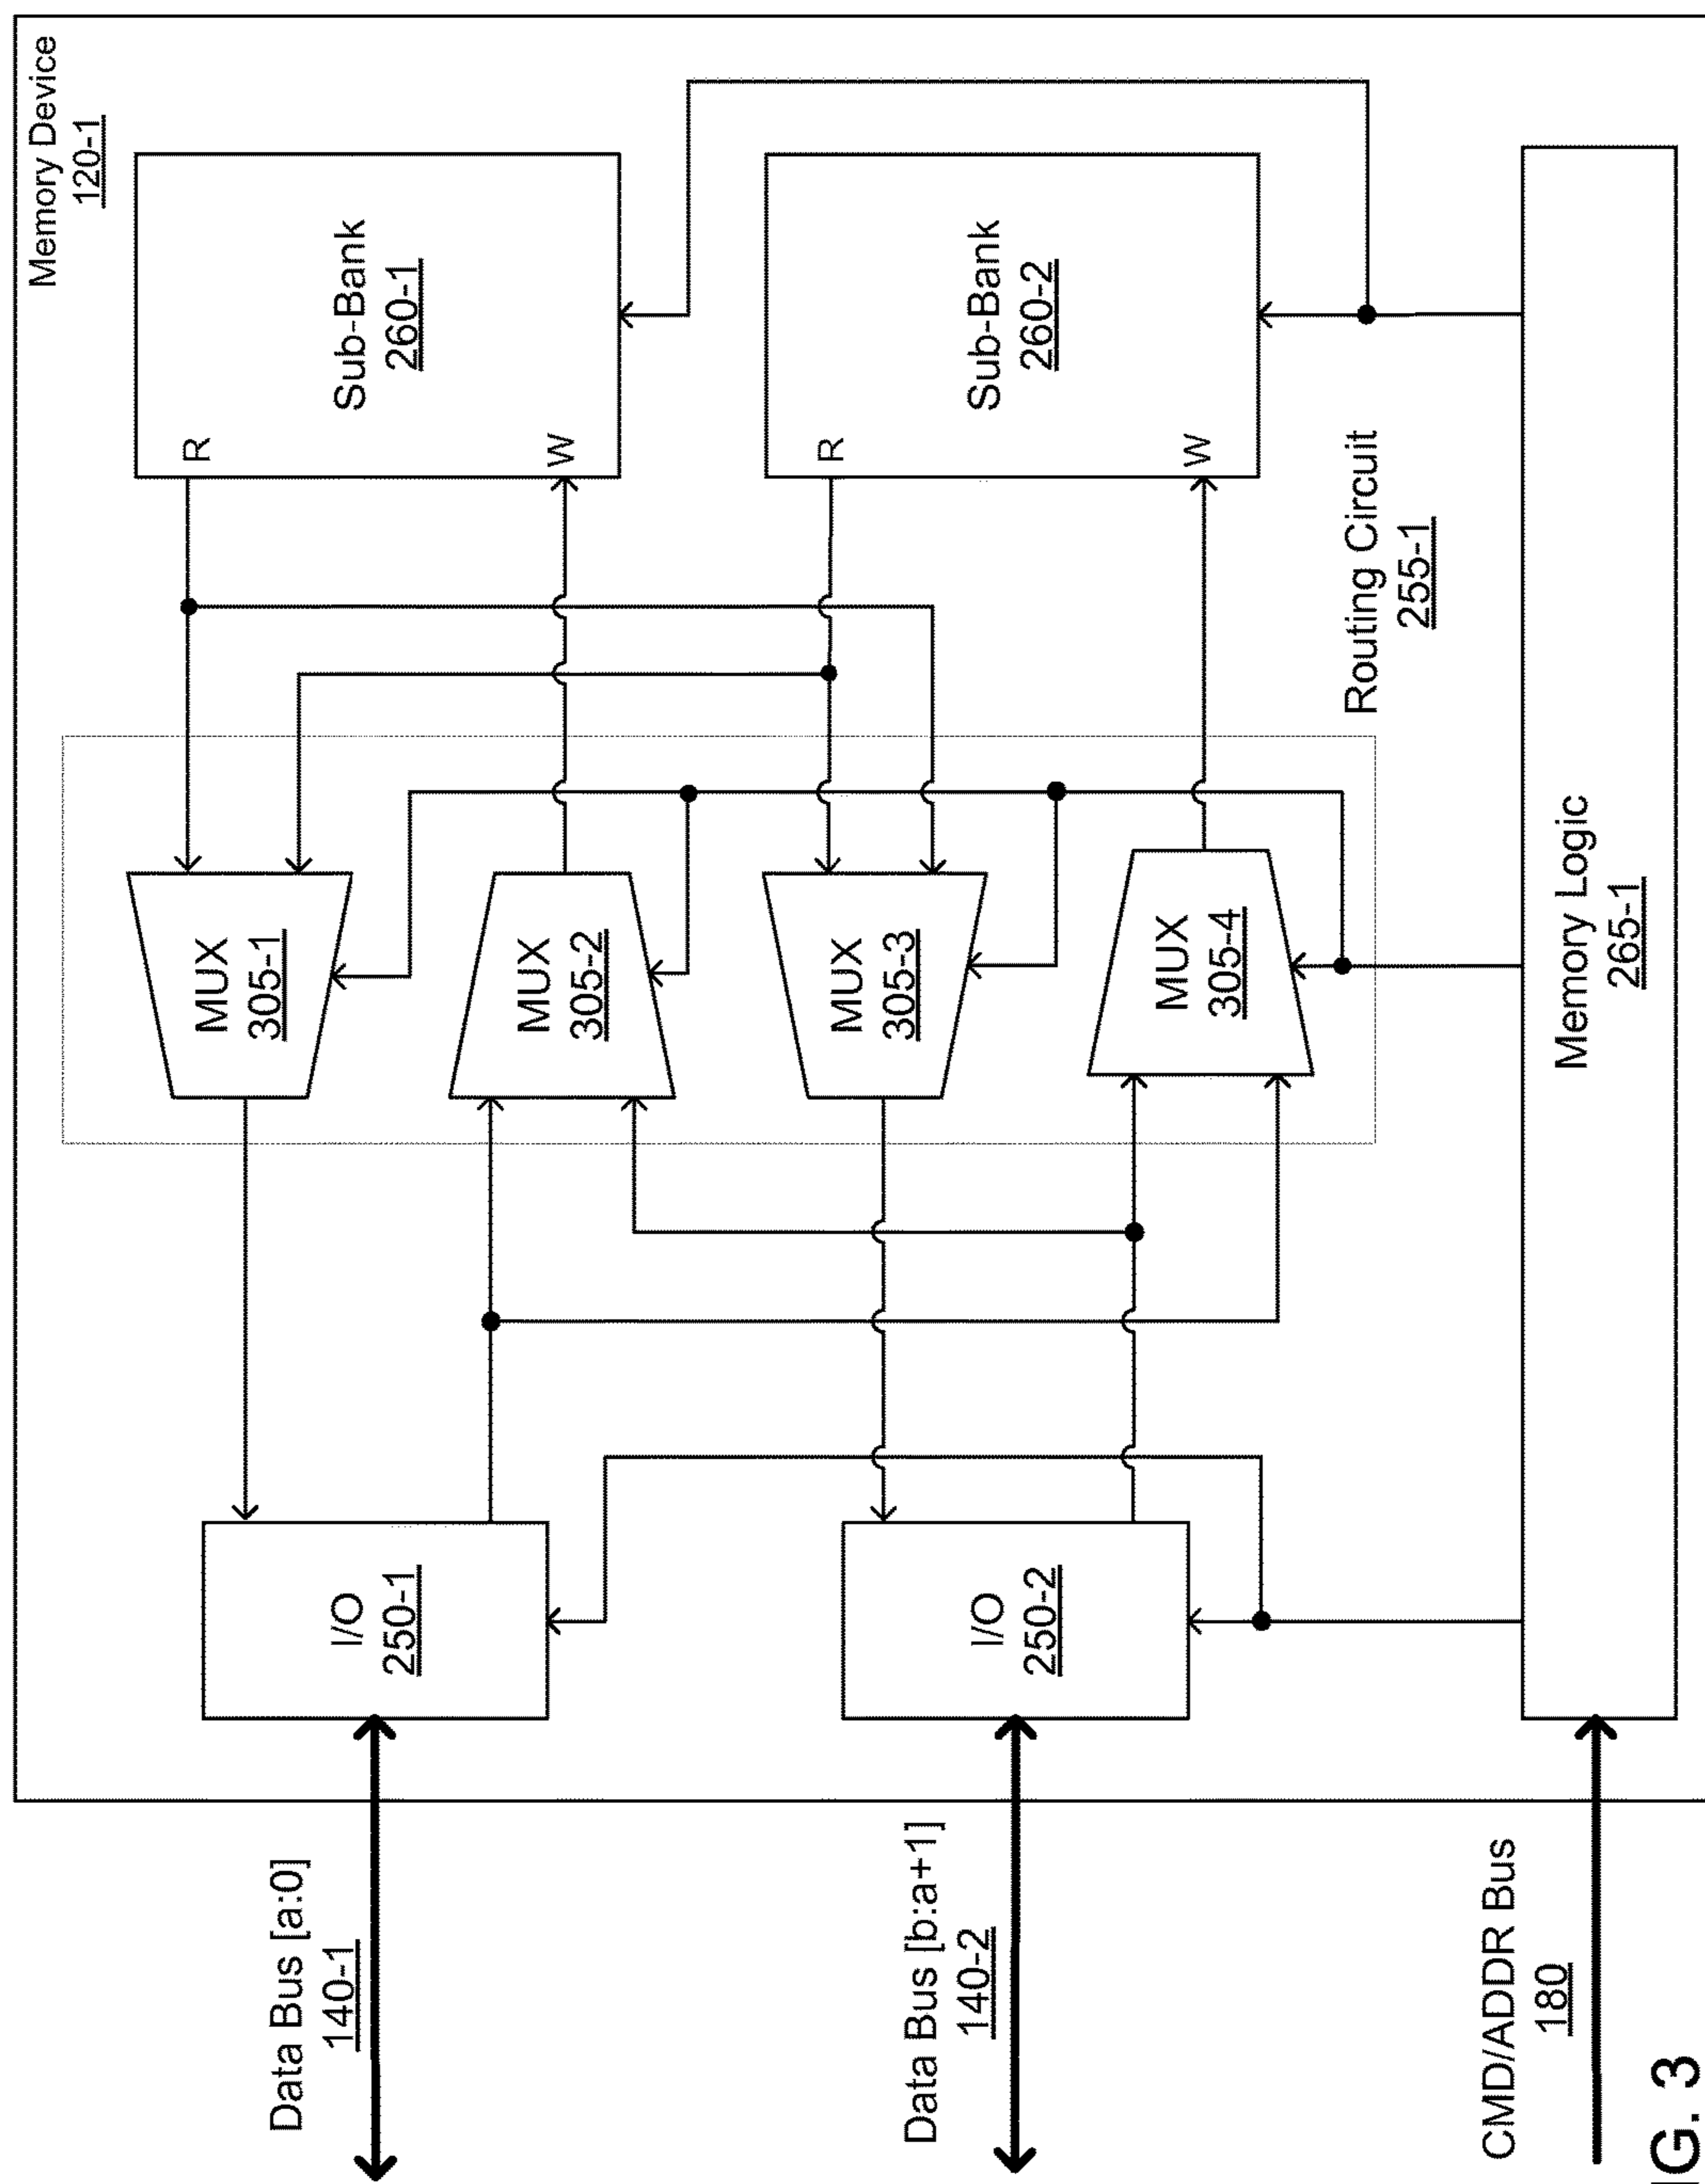 Memory Device
120-1
Data Bus [a:0]
140-1
I/O
250-1
MUX
305-1
MUX
305-2
R
W
Sub-Bank
260-1
Data Bus [b:a+1]
140-2
I/O
250-2
MUX
305-3
MUX
305-4
R
W
Sub-Bank
260-2
Routing Circuit
255-1
CMID/ADDR Bus
180
Memory Logic
265-1
G. 3